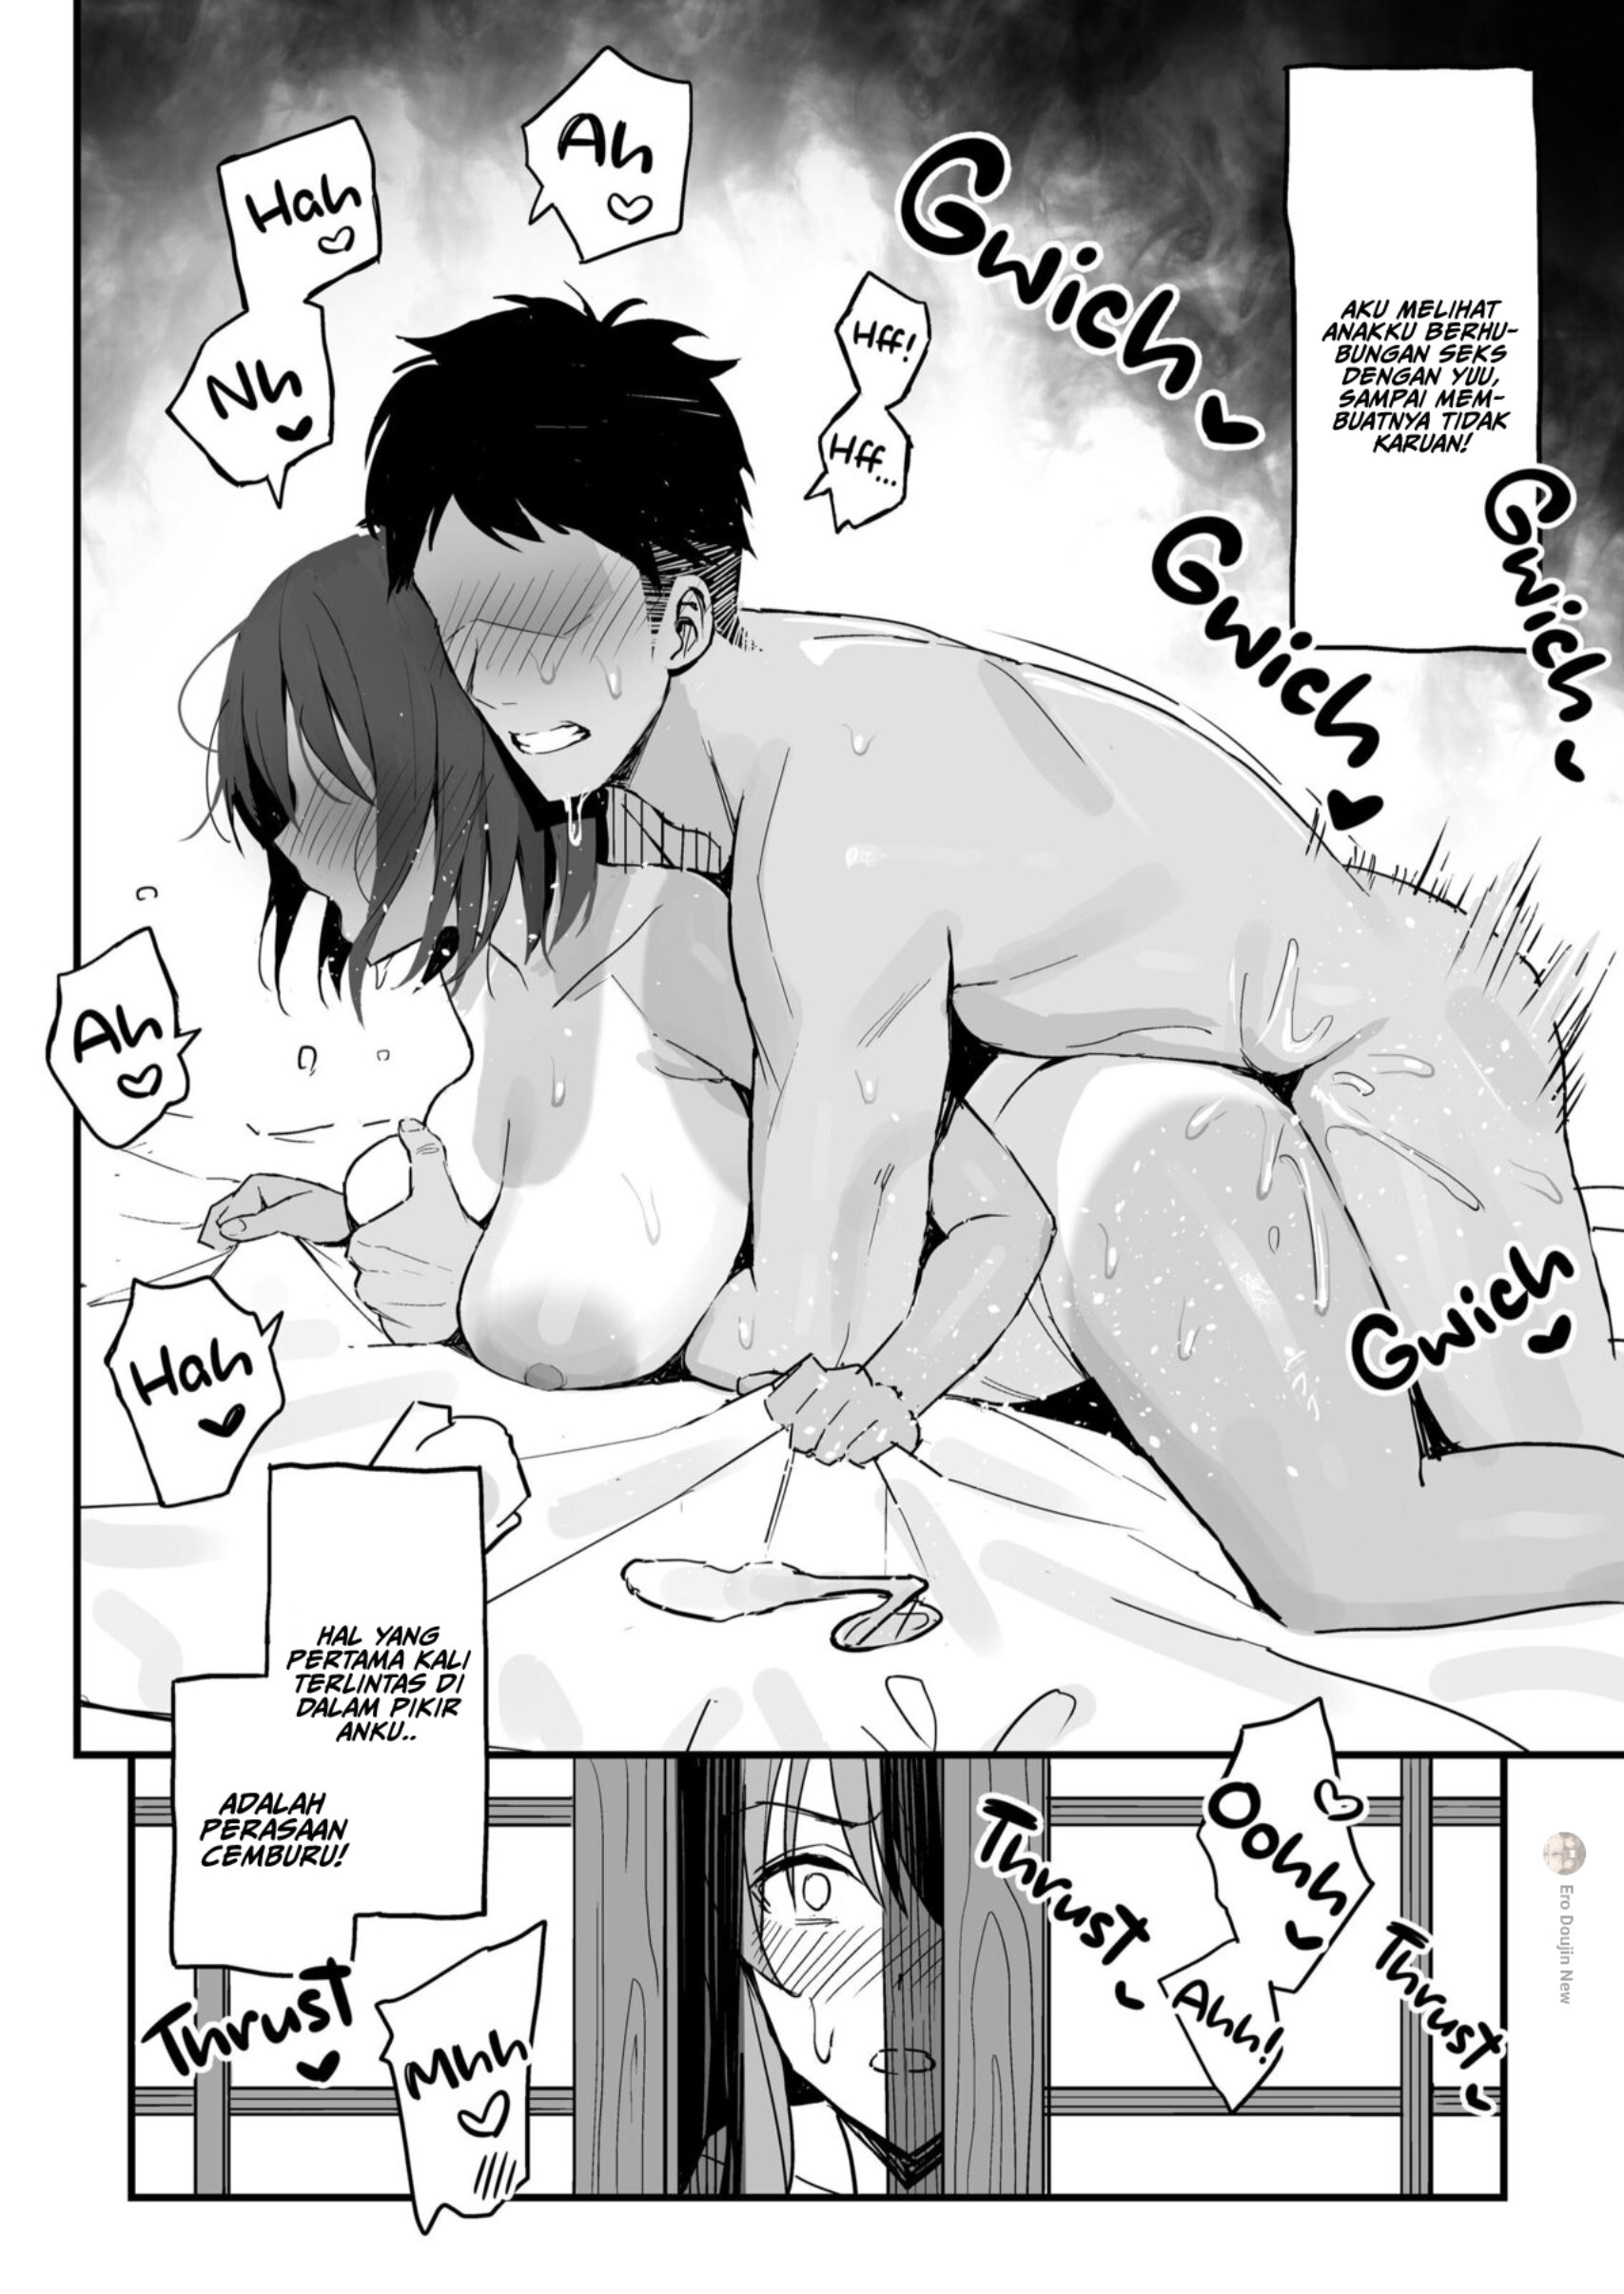 AKU MELIHAT
ANAKKU BERHU-
BUNGAN SEKS
DENGAN YUU,
SAMPAI MEM-
BUATNYA TIDAK
KARUAN!
Gwich
Ah
Hah
Nh
Hff!
Hff...
Gwich
Gwich
Ah
Hah
Gwich
HAL YANG
PERTAMA KALI
TERLINTAS DI
DALAM PIKIR
ANKU..
ADALAH
PERASAAN
CEMBURU!
Oohh
Ahh!
Thrust
Thrust
Thrust
Mhh
Ero Doujin New